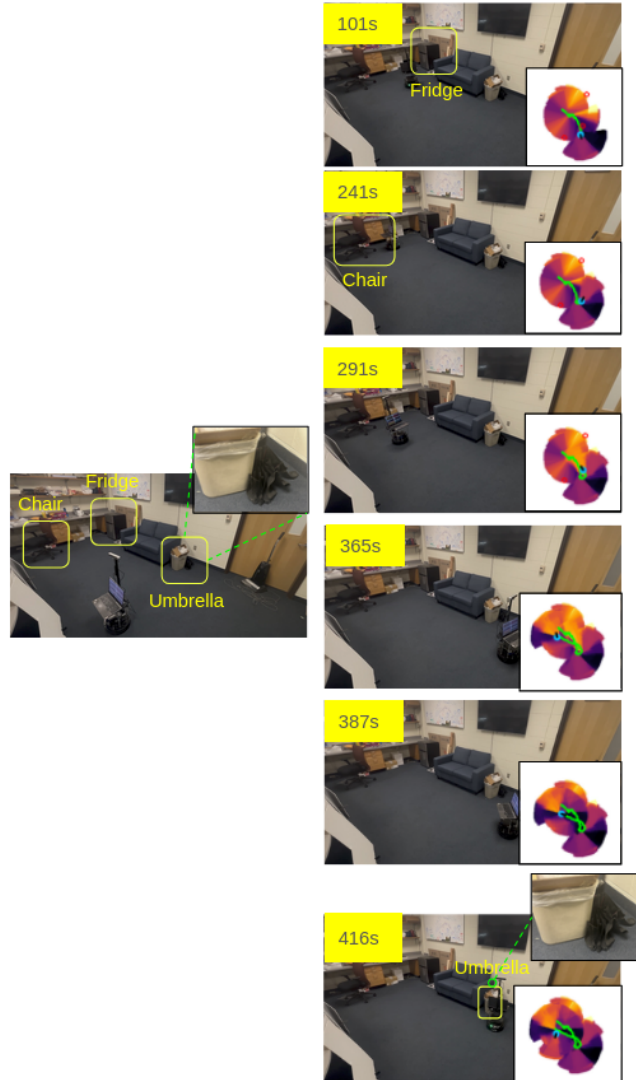 Chair
Fridge
Umbrella
101s
Fridge
241s
Chair
291s
365s
387s
416s
Umbrella